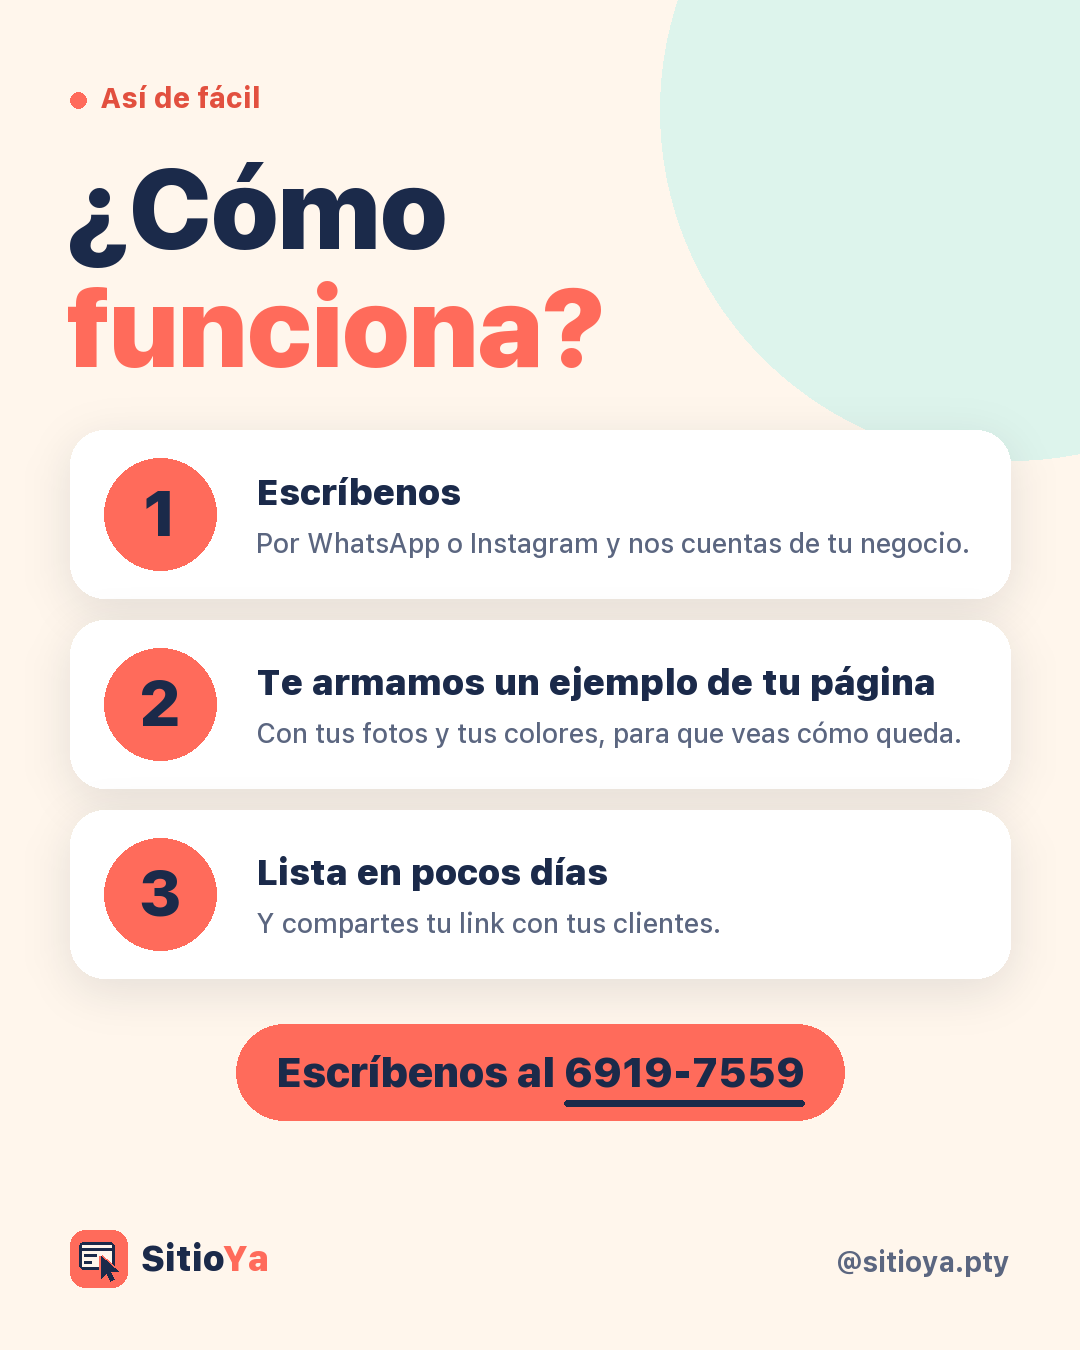 Así de fácil
¿Cómo
funciona?
1
Escríbenos
Por WhatsApp o Instagram y nos cuentas de tu negocio.
2
Te armamos un ejemplo de tu página
Con tus fotos y tus colores, para que veas cómo queda.
3
Lista en pocos días
Y compartes tu link con tus clientes.
Escríbenos al 6919-7559
SitioYa
@sitioya.pty